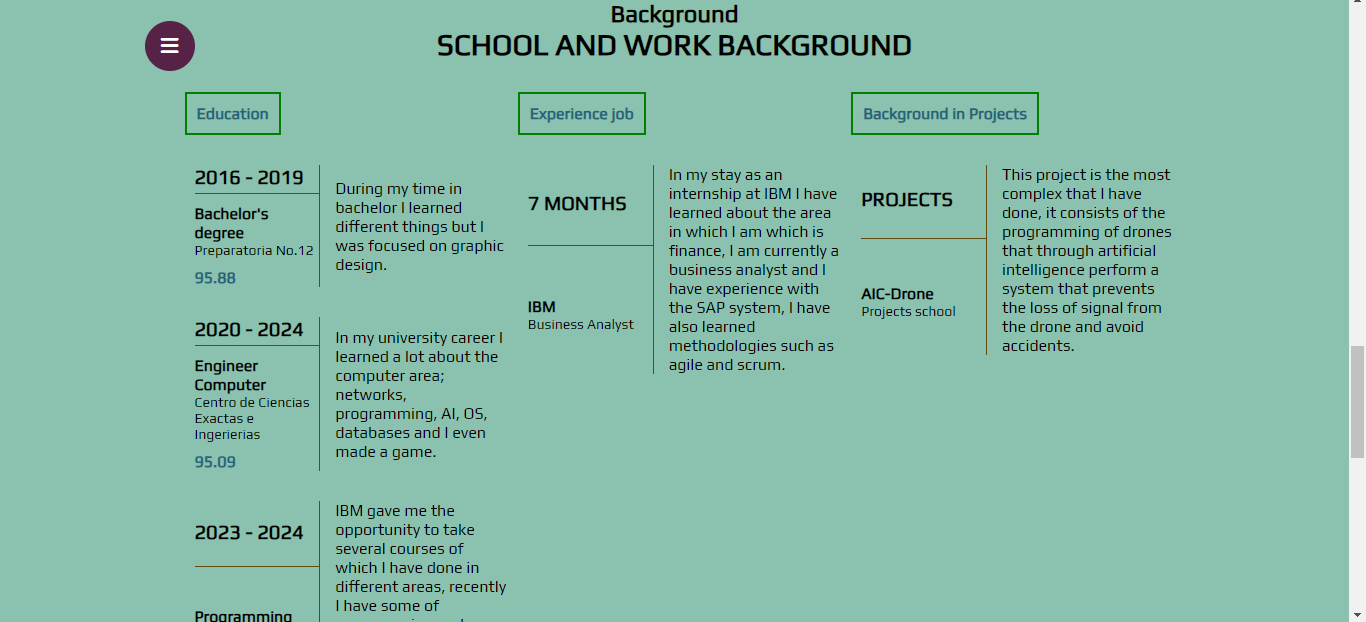 Background
SCHOOL AND WORK BACKGROUND
Education
2016 - 2019
Bachelor's
degree
Preparatoria No.12
95.88
During my time in
bachelor I learned
different things but I
was focused on graphic
design.
2020 - 2024
Engineer
Computer
Centro de Ciencias
Exactas e
Ingerierias
95.09
In my university career I
learned a lot about the
computer area;
networks,
programming, AI, OS,
databases and I even
made a game.
2023 - 2024
Programming
IBM gave me the
opportunity to take
several courses of
which I have done in
different areas, recently
I have some of
Experience job
7 MONTHS
IBM
Business Analyst
In my stay as an
internship at IBM I have
learned about the area
in which I am which is
finance, I am currently a
business analyst and I
have experience with
the SAP system, I have
also learned
methodologies such as
agile and scrum.
Background in Projects
PROJECTS
AIC-Drone
Projects school
This project is the most
complex that I have
done, it consists of the
programming of drones
that through artificial
intelligence perform a
system that prevents
the loss of signal from
the drone and avoid
accidents.